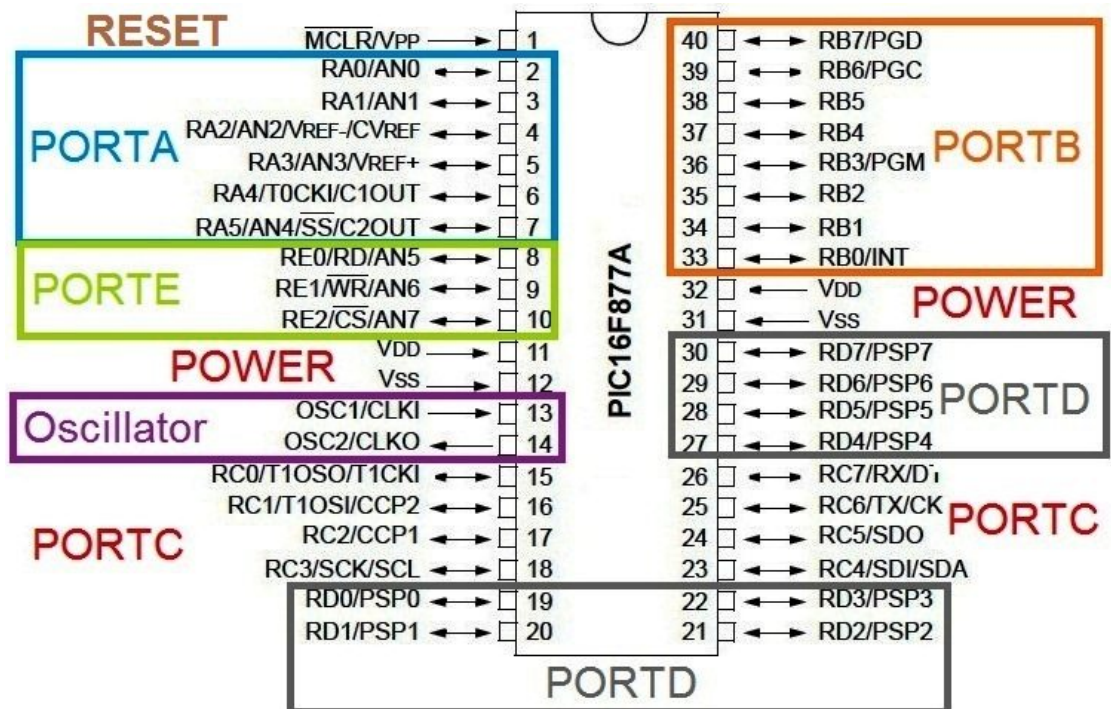 RESET
MCLR/VPP 1
RA0/AN0 2
RA1/AN1 3
PORTA
RA2/AN2/VREF-/CVREF 4
RA3/AN3/VREF+ 5
RA4/T0CKI/C1OUT 6
RA5/AN4/SS/C2OUT 7
RE0/RD/AN5 8
PORTE
RE1/WR/AN6 9
RE2/CS/AN7 10
POWER
VDD 11
VSS 12
Oscillator
OSC1/CLKI 13
OSC2/CLKO 14
RC0/T1OSO/T1CKI 15
RC1/T1OSI/CCP2 16
PORTC
RC2/CCP1 17
RC3/SCK/SCL 18
RD0/PSP0 19
RD1/PSP1 20
PIC16F877A
40 RB7/PGD
39 RB6/PGC
38 RB5
37 RB4
PORTB
36 RB3/PGM
35 RB2
34 RB1
33 RB0/INT
32 VDD
POWER
31 VSS
30 RD7/PSP7
29 RD6/PSP6
PORTD
28 RD5/PSP5
27 RD4/PSP4
26 RC7/RX/DT
25 RC6/TX/CK
PORTC
24 RC5/SDO
23 RC4/SDI/SDA
22 RD3/PSP3
21 RD2/PSP2
PORTD